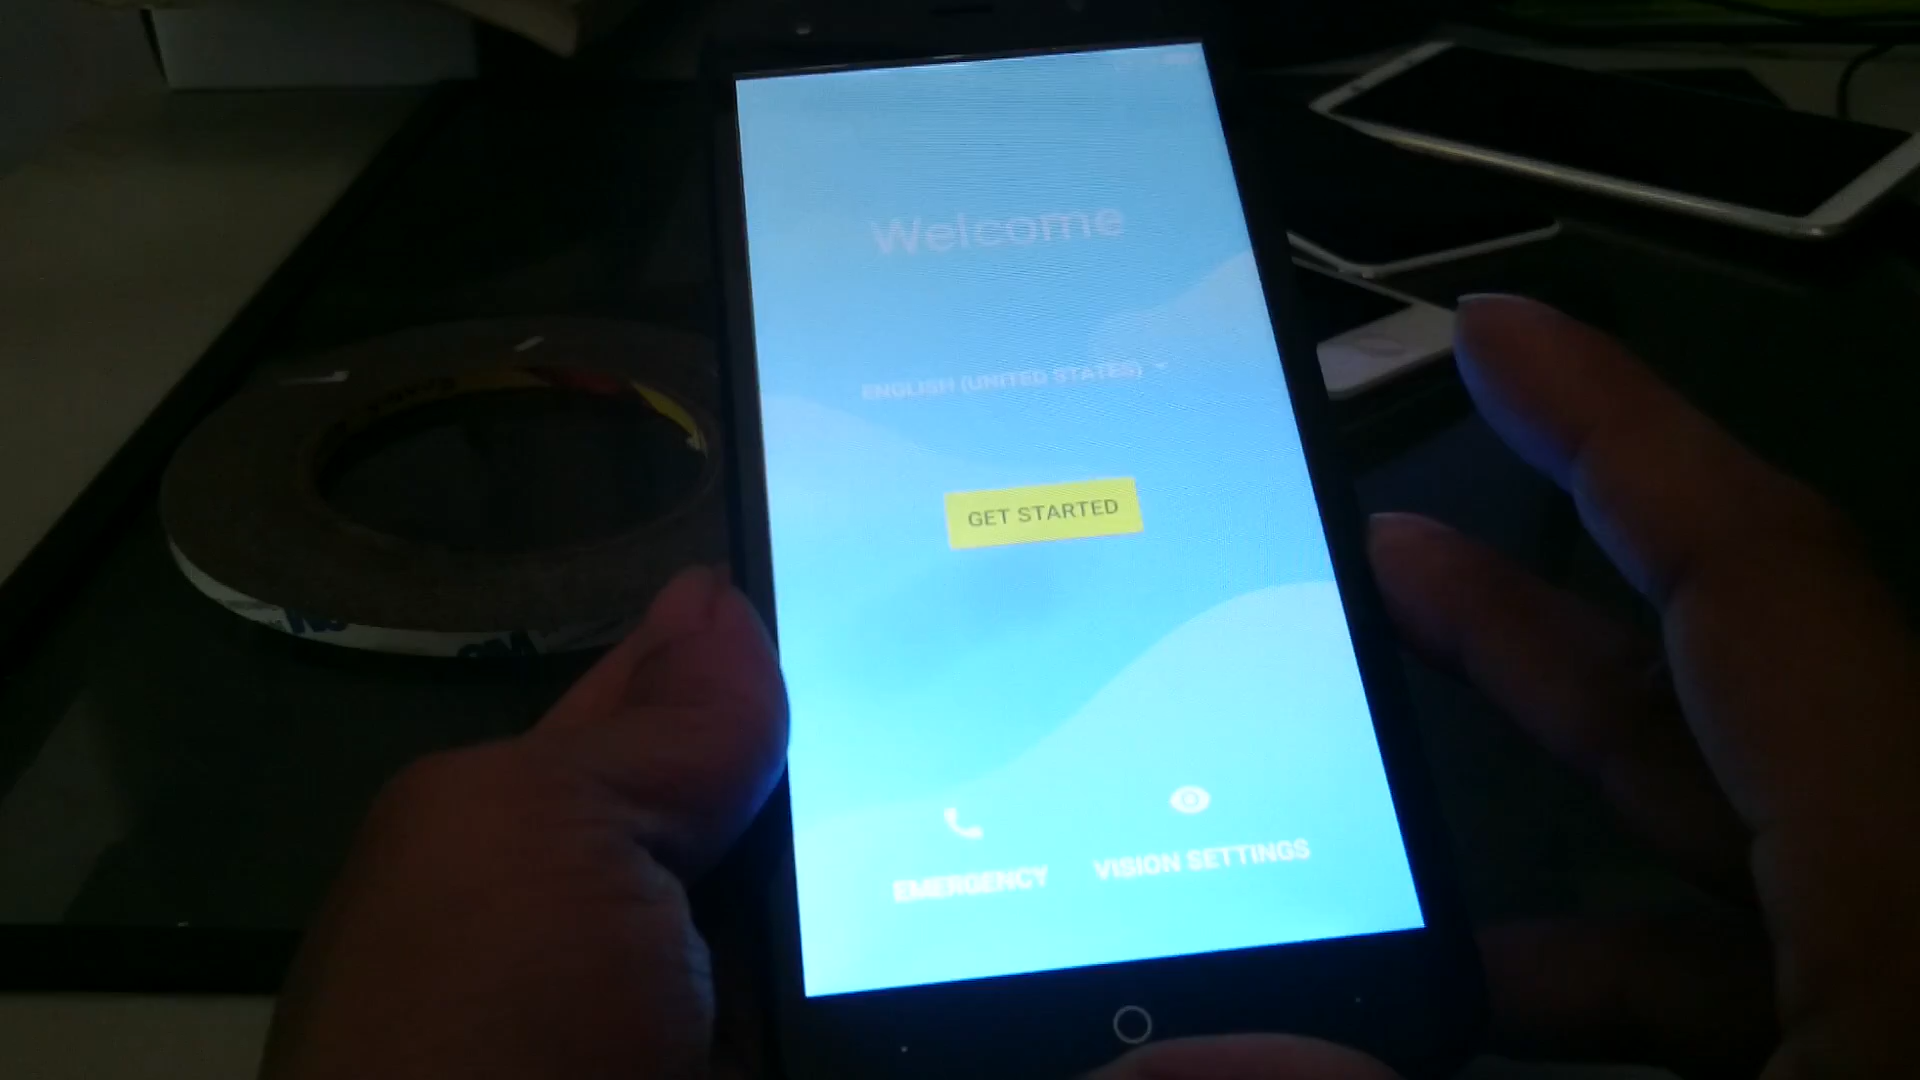 Welcome
ENGLISH (UNITED STATES)
GET STARTED
EMERGENCY
VISION SETTINGS